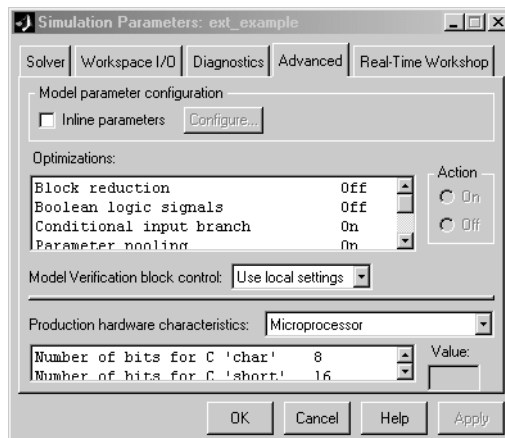 Simulation Parameters: ext_example
Solver Workspace I/O Diagnostics Advanced Real-Time Workshop
Model parameter configuration
Inline parameters Configure...
Optimizations:
Action
Block reduction Off
On
Boolean logic signals Off
Off
Conditional input branch On
Parameter pooling On
Model Verification block control: Use local settings
Production hardware characteristics: Microprocessor
Number of bits for C 'char' 8
Value:
Number of bits for C 'short' 16
OK Cancel Help Apply